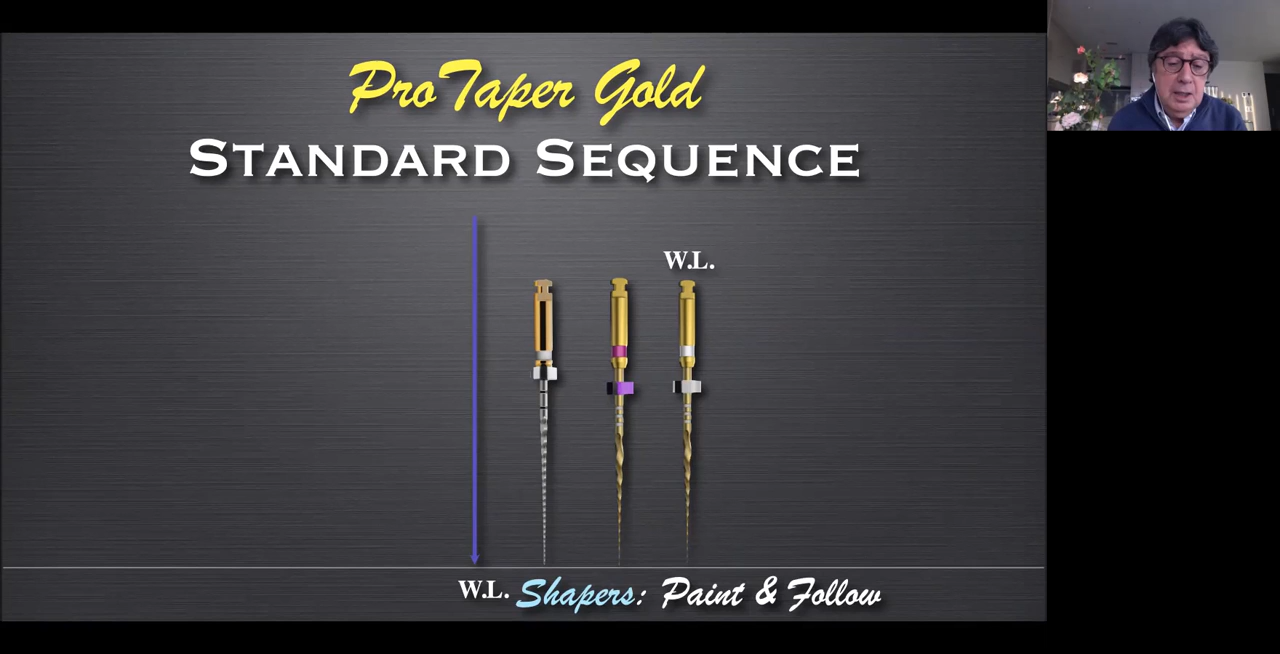 ProTaper Gold
STANDARD SEQUENCE
W.L.
W.L. Shapers: Paint & Follow